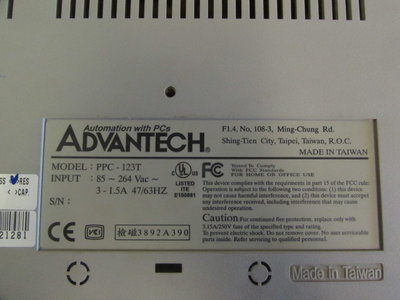 Automation with PCs
ADVANTECH®
F1.4, No, 108-3, Ming-Chung Rd.
Shing-Tien City, Taipei, Taiwan, R.O.C.
MADE IN TAIWAN
MODEL : PPC - 123T
INPUT : 85 ~ 264 Vac ~
3 - 1.5A 47/63HZ
S/N:
UL
LISTED
ITE
E180881
FC
Tested To Comply
With FCC Standards
FOR HOME OR OFFICE USE
This device complies with the requirements in part 15 of the FCC rule:
Operation is subject to the following two conditions: (1) this device
may not cause harmful interference, and (2) this device must accept
any interference received, including interference that may cause
undesired operation.
Caution For continued fire protection, replace only with
3.15A/250V fuse of the specified type and rating.
To prevent electric shock. Do not remove cover. No user serviceable
parts inside. Refer servicing to qualified personnel.
CE
VCI
檢磁3892A390
RES
CAP.
21281
Made In Taiwan